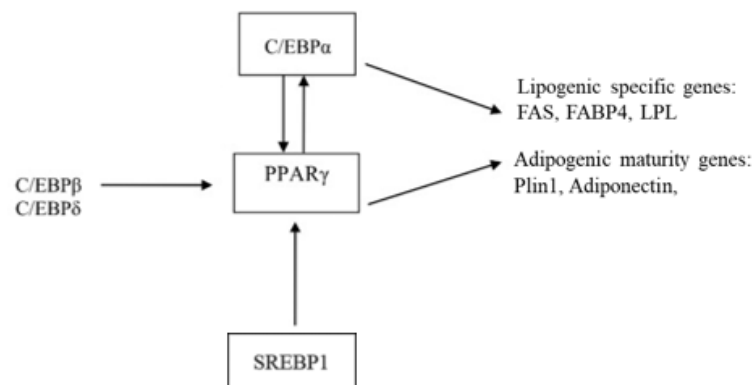 C/EBPα
Lipogenic specific genes:
FAS, FABP4, LPL
Adipogenic maturity genes:
Plin1, Adiponectin,
PPARγ
C/EBPβ
C/EBPδ
SREBP1